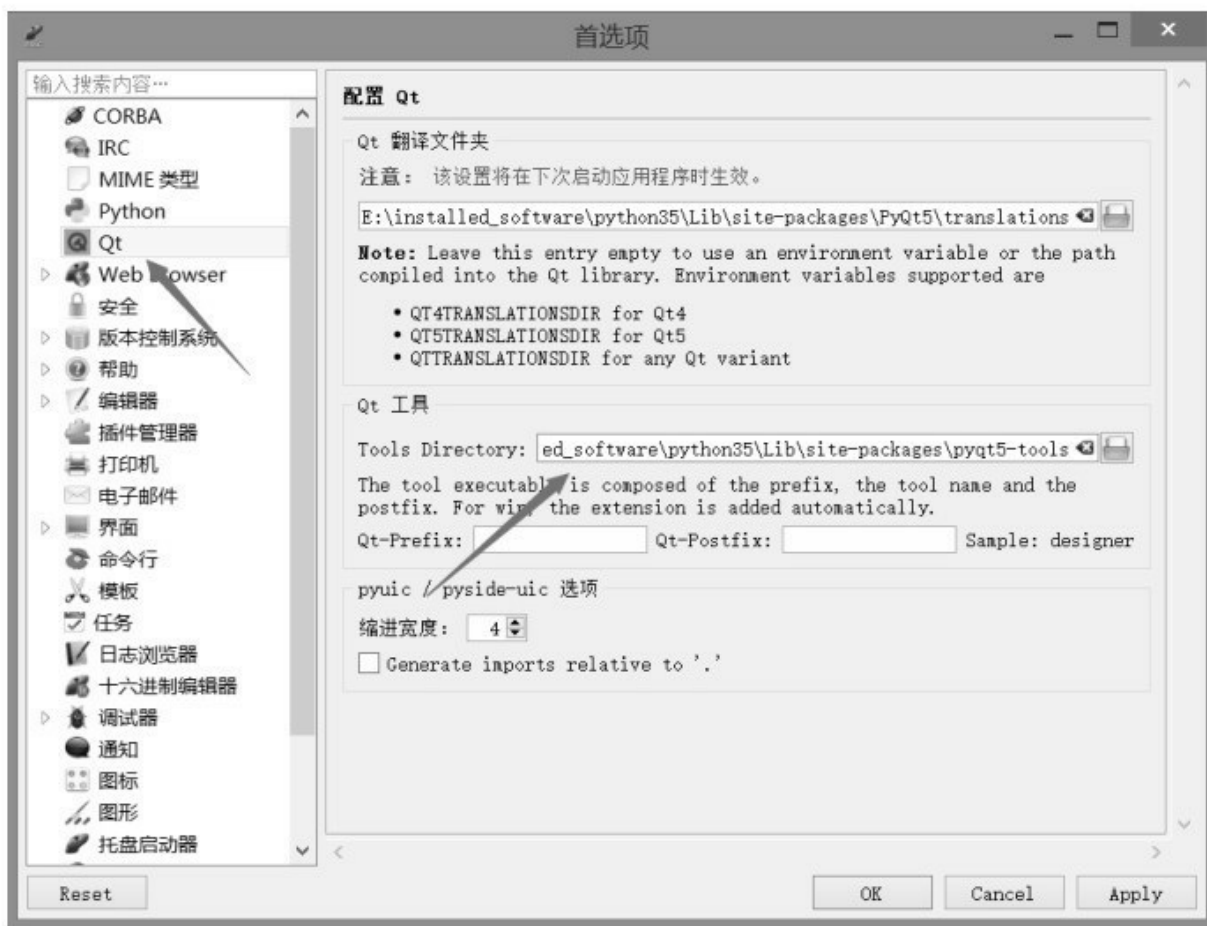 首选项
输入搜索内容…
CORBA
IRC
MIME 类型
Python
Qt
Web Browser
安全
版本控制系统
帮助
编辑器
插件管理器
打印机
电子邮件
界面
命令行
模板
任务
日志浏览器
十六进制编辑器
调试器
通知
图标
图形
托盘启动器
配置 Qt
Qt 翻译文件夹
注意： 该设置将在下次启动应用程序时生效。
E:\installed_software\python35\Lib\site-packages\PyQt5\translations
Note: Leave this entry empty to use an environment variable or the path
compiled into the Qt library. Environment variables supported are
• QT4TRANSLATIONSDIR for Qt4
• QT5TRANSLATIONSDIR for Qt5
• QTTRANSLATIONSDIR for any Qt variant
Qt 工具
Tools Directory: ed_software\python35\Lib\site-packages\pyqt5-tools
The tool executable is composed of the prefix, the tool name and the
postfix. For win, the extension is added automatically.
Qt-Prefix: Qt-Postfix: Sample: designer
pyuic / pyside-uic 选项
缩进宽度： 4
Generate imports relative to '.'
Reset OK Cancel Apply